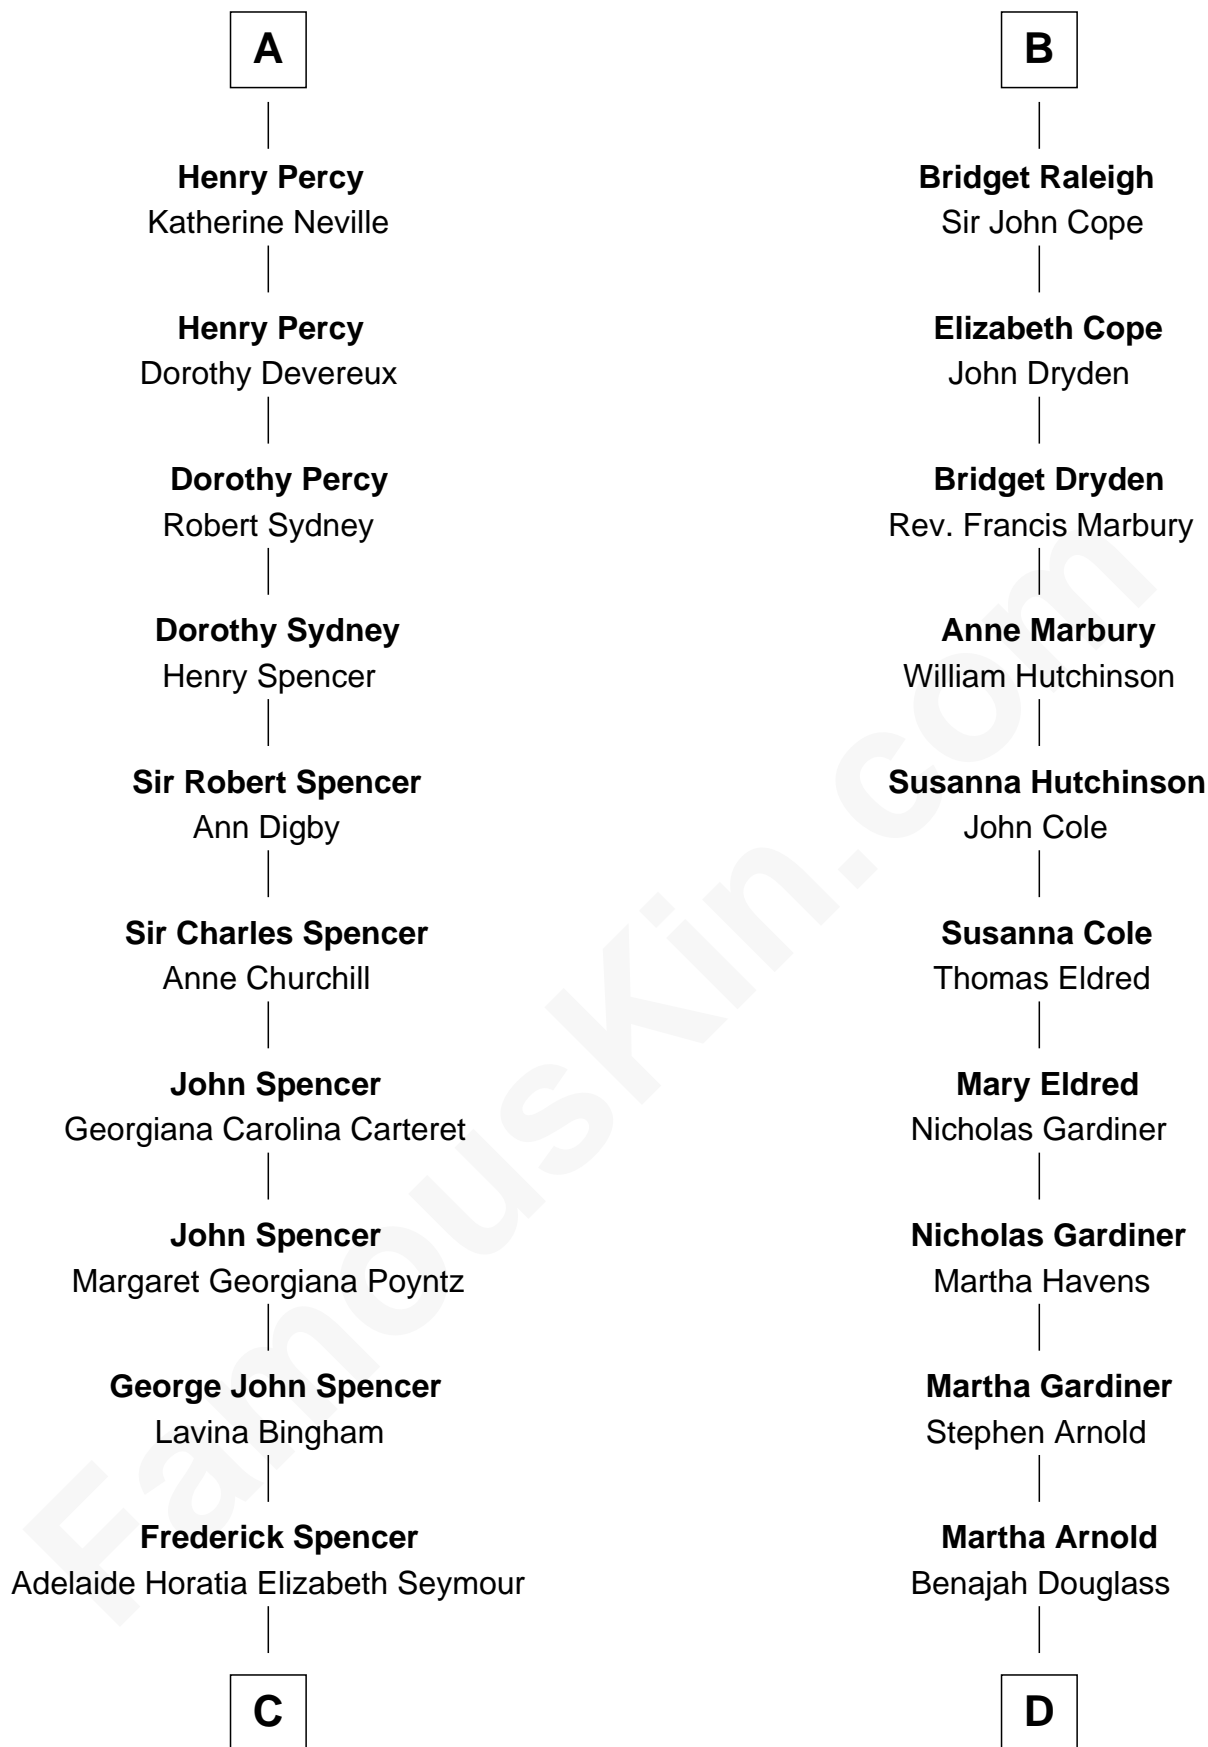 A
Henry Percy
Katherine Neville
Henry Percy
Dorothy Devereux
Dorothy Percy
Robert Sydney
Dorothy Sydney
Henry Spencer
Sir Robert Spencer
Ann Digby
Sir Charles Spencer
Anne Churchill
John Spencer
Georgiana Carolina Carteret
John Spencer
Margaret Georgiana Poyntz
George John Spencer
Lavina Bingham
Frederick Spencer
Adelaide Horatia Elizabeth Seymour
C
B
Bridget Raleigh
Sir John Cope
Elizabeth Cope
John Dryden
Bridget Dryden
Rev. Francis Marbury
Anne Marbury
William Hutchinson
Susanna Hutchinson
John Cole
Susanna Cole
Thomas Eldred
Mary Eldred
Nicholas Gardiner
Nicholas Gardiner
Martha Havens
Martha Gardiner
Stephen Arnold
Martha Arnold
Benajah Douglass
D
FamousKin.com